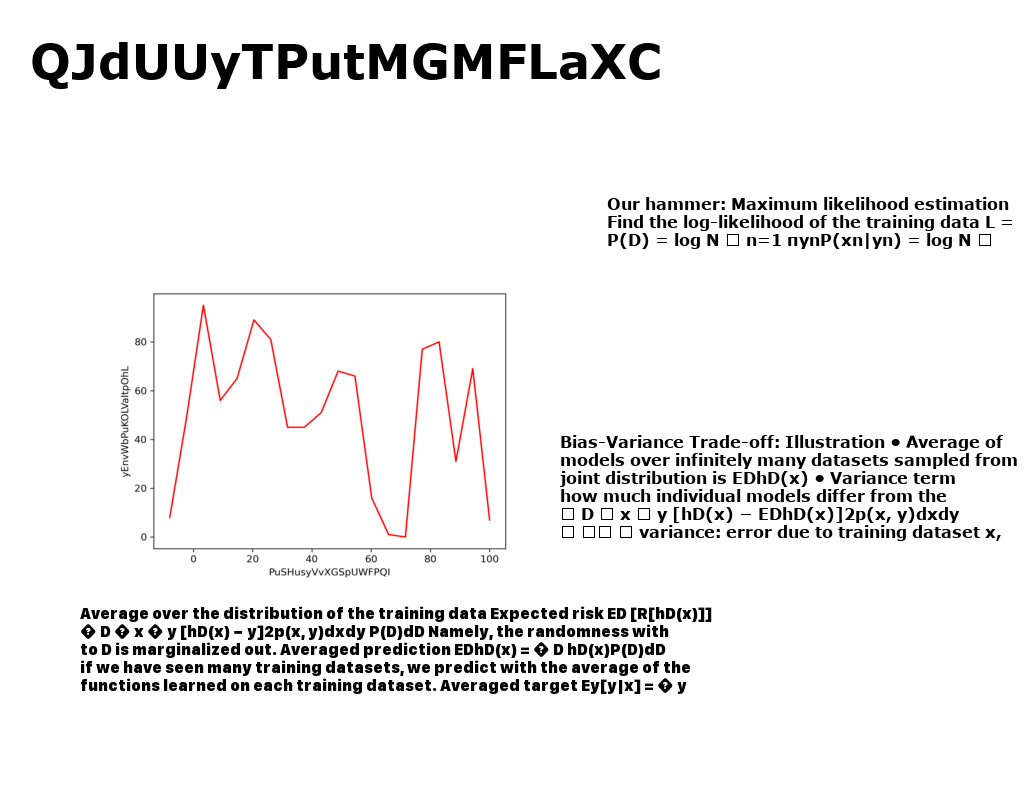 QJdUUyTPutMGMFLaXC
Our hammer: Maximum likelihood estimation
Find the log-likelihood of the training data L =
P(D) = log N □ n=1 πynP(xn|yn) = log N □
80
60
40
20
0
yEnvWbPuKOLValtpOhL
0 20 40 60 80 100
PuSHusyVvXGSpUWFPQI
Bias-Variance Trade-off: Illustration • Average of
models over infinitely many datasets sampled from
joint distribution is EDhD(x) • Variance term
how much individual models differ from the
□ D □ x □ y [hD(x) − EDhD(x)]2p(x, y)dxdy
□ □□ □ variance: error due to training dataset x,
Average over the distribution of the training data Expected risk ED [R[hD(x)]]
� D � x � y [hD(x) − y]2p(x, y)dxdy P(D)dD Namely, the randomness with
to D is marginalized out. Averaged prediction EDhD(x) = � D hD(x)P(D)dD
if we have seen many training datasets, we predict with the average of the
functions learned on each training dataset. Averaged target Ey[y|x] = � y